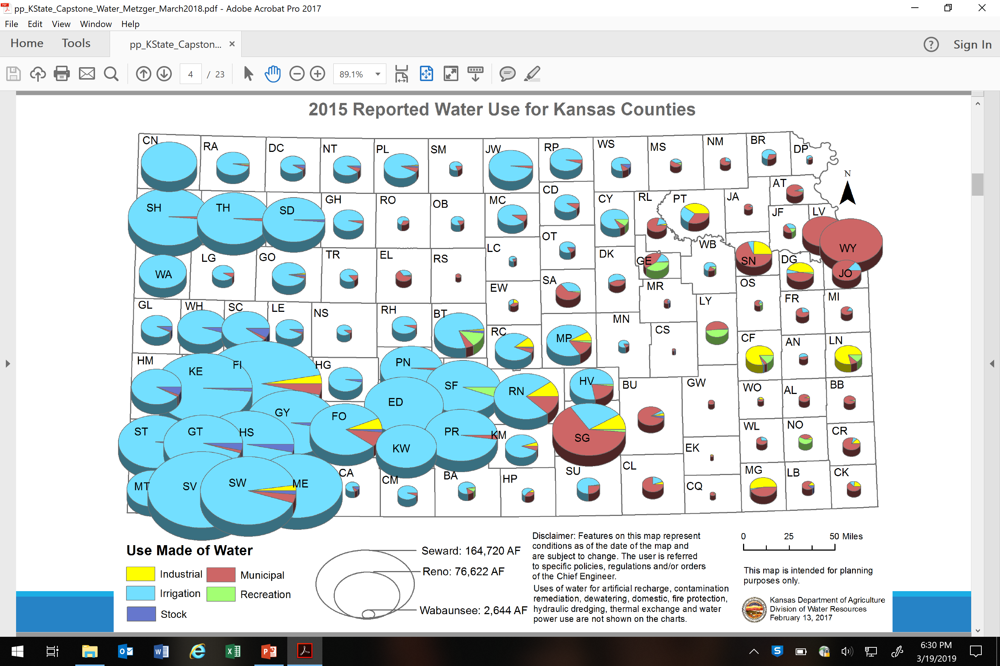 pp_KState_Capstone_Water_Metzger_March2018.pdf - Adobe Acrobat Pro 2017
File Edit View Window Help
Home Tools pp_KState_Capston... × ? Sign In
4 / 23 89.1%
2015 Reported Water Use for Kansas Counties
CN RA DC NT PL SM JW RP WS MS NM BR DP
N
SH TH SD GH RO OB MC CD CY RL PT JA AT JF LV
WA LG GO TR EL RS LC OT DK GE WB SN DG WY JO
GL WH SC LE NS RH BT EW SA MR LY OS FR MI
HM KE FI HG PN SF RC MP MN CS CF AN LN
ST GT HS GY FO ED KW PR RN KM HV SG BU GW WO AL BB
EK WL NO CR
MT SV SW ME CA CM BA HP SU CL CQ MG LB CK
Use Made of Water
Industrial
Municipal
Irrigation
Recreation
Stock
Seward: 164,720 AF
Reno: 76,622 AF
Wabaunsee: 2,644 AF
Disclaimer: Features on this map represent
conditions as of the date of the map and
are subject to change. The user is referred
to specific policies, regulations and/or orders
of the Chief Engineer.
Uses of water for artificial recharge, contamination
remediation, dewatering, domestic, fire protection,
hydraulic dredging, thermal exchange and water
power use are not shown on the charts.
0 25 50 Miles
This map is intended for planning
purposes only.
Kansas Department of Agriculture
Division of Water Resources
February 13, 2017
6:30 PM
3/19/2019